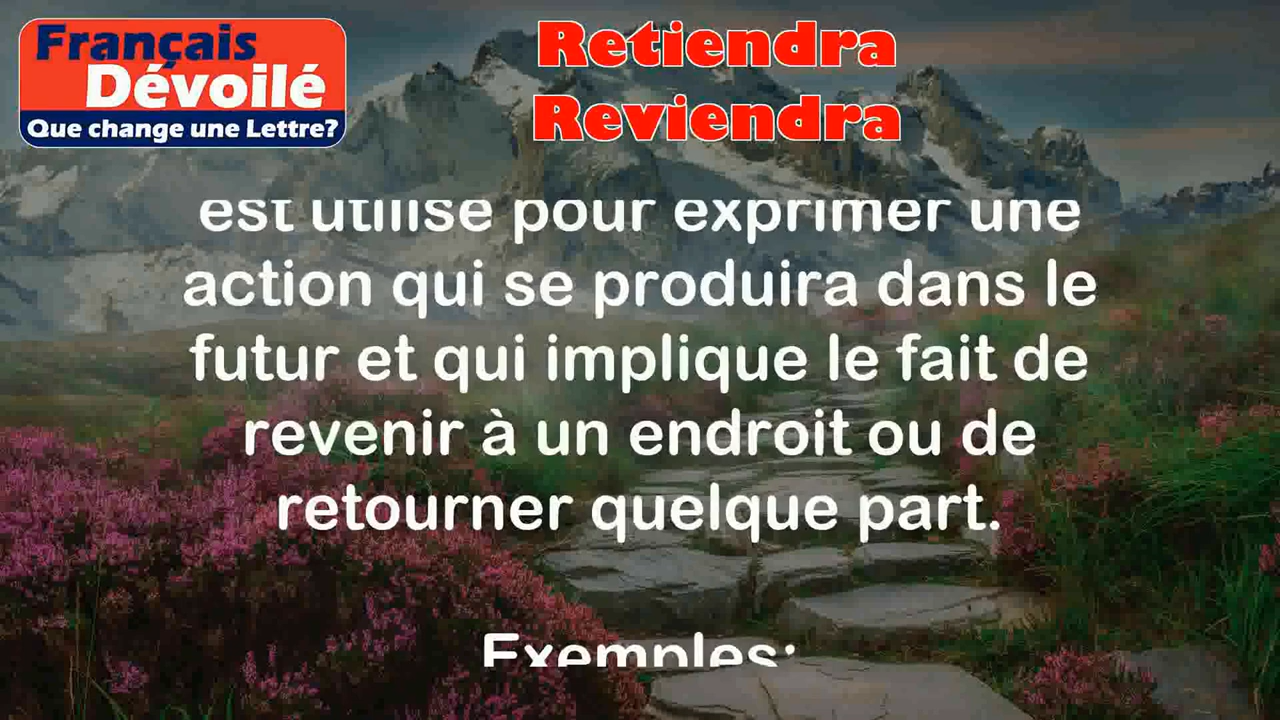 Français
Dévoilé
Que change une Lettre?
Retiendra
Reviendra
est utilisé pour exprimer une
action qui se produira dans le
futur et qui implique le fait de
revenir à un endroit ou de
retourner quelque part.
Exemples: